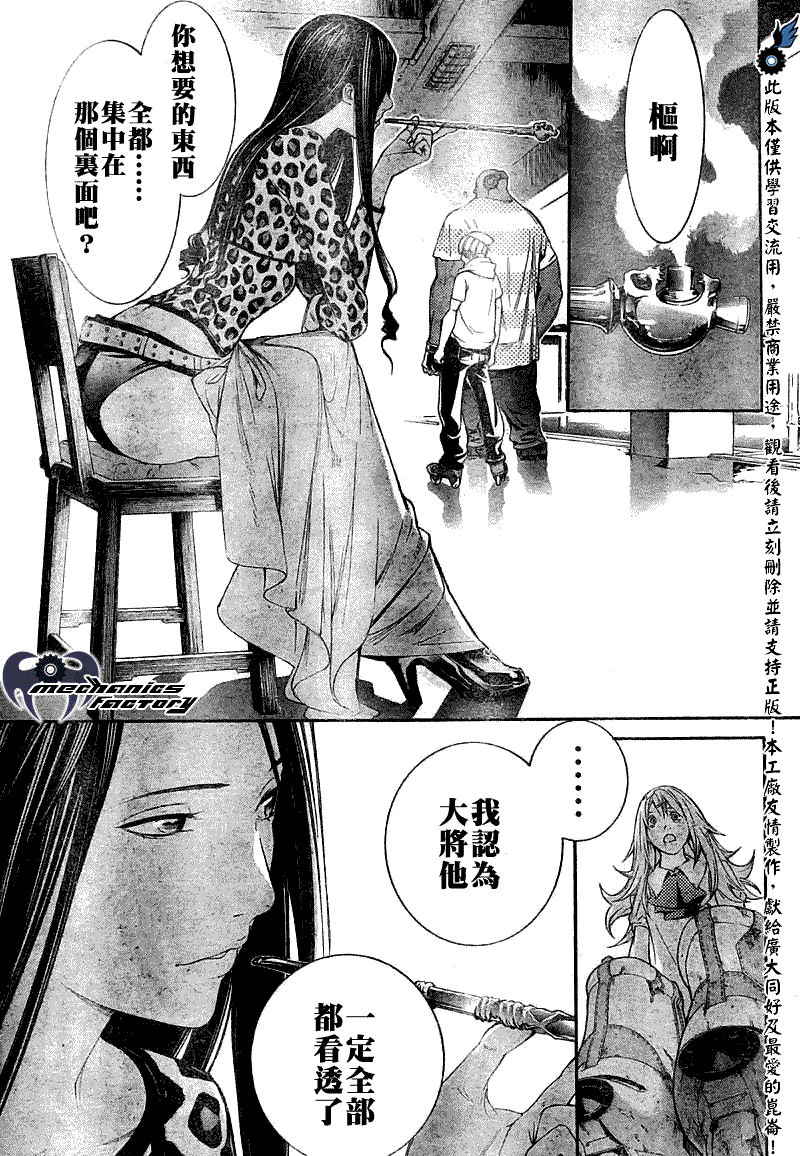 樞啊
你想要的東西
全都……
集中在
那個裏面吧？
……
我認為
大將他
一定全部
都看透了
mechanics
factory
此版本僅供學習交流用，嚴禁商業用途，觀看後請立刻刪除並請支持正版！本工廠友情製作，獻給廣大同好及最愛的崑崙！